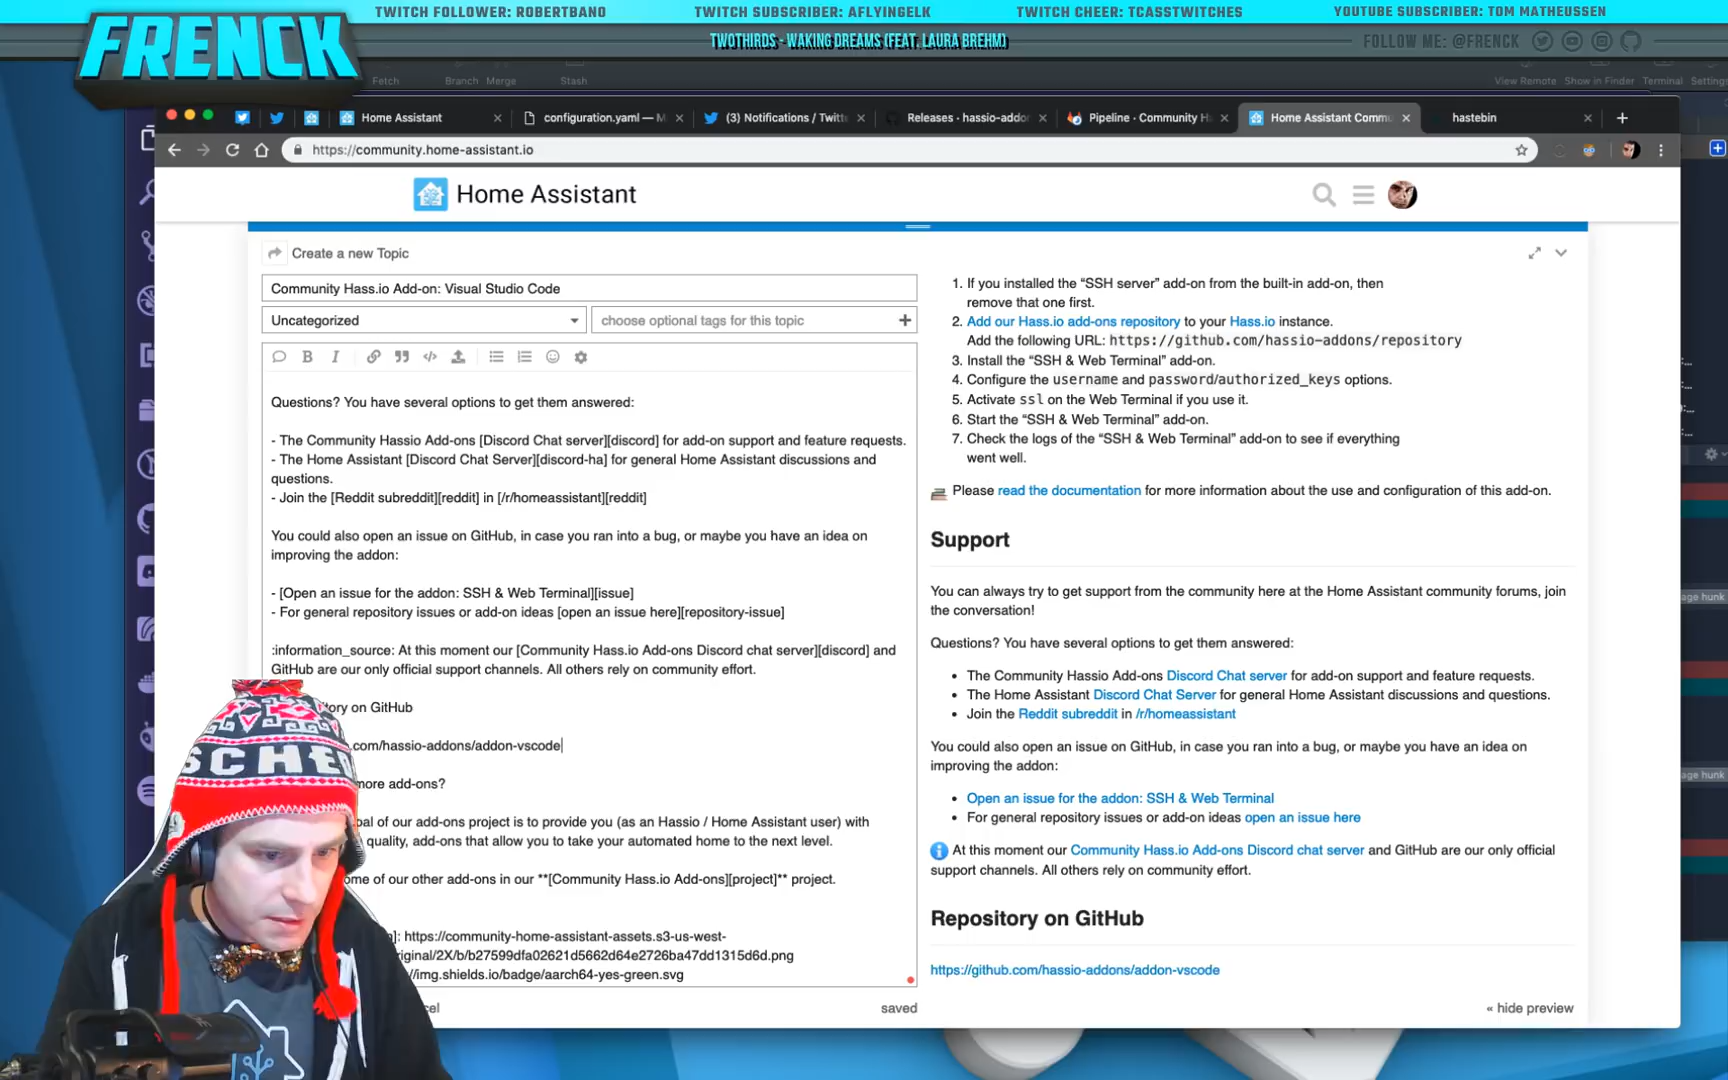 TWITCH FOLLOWER: ROBERTBANO
TWITCH SUBSCRIBER: AFLYINGELK
TWITCH CHEER: TCASSTWITCHES
YOUTUBE SUBSCRIBER: TOM MATHEUSSEN
FRENCK
TWOTHIRDS - WAKING DREAMS (FEAT. LAURA BREHM)
FOLLOW ME: @FRENCK
Fetch
Branch
Merge
Stash
View Remote
Show in Finder
Terminal
Settings
Home Assistant
configuration.yaml — M
(3) Notifications / Twitt
Releases · hassio-addon
Pipeline · Community H
Home Assistant Commu
hastebin
https://community.home-assistant.io
Home Assistant
Create a new Topic
Community Hass.io Add-on: Visual Studio Code
Uncategorized
choose optional tags for this topic
Questions? You have several options to get them answered:
- The Community Hassio Add-ons [Discord Chat server][discord] for add-on support and feature requests.
- The Home Assistant [Discord Chat Server][discord-ha] for general Home Assistant discussions and
questions.
- Join the [Reddit subreddit][reddit] in [/r/homeassistant][reddit]
You could also open an issue on GitHub, in case you ran into a bug, or maybe you have an idea on
improving the addon:
- [Open an issue for the addon: SSH & Web Terminal][issue]
- For general repository issues or add-on ideas [open an issue here][repository-issue]
:information_source: At this moment our [Community Hass.io Add-ons Discord chat server][discord] and
GitHub are our only official support channels. All others rely on community effort.
tory on GitHub
.com/hassio-addons/addon-vscode
more add-ons?
al of our add-ons project is to provide you (as an Hassio / Home Assistant user) with
quality, add-ons that allow you to take your automated home to the next level.
ome of our other add-ons in our **[Community Hass.io Add-ons][project]** project.
]: https://community-home-assistant-assets.s3-us-west-
riginal/2X/b/b27599dfa02621d5662d64e2726ba47dd1315d6d.png
//img.shields.io/badge/aarch64-yes-green.svg
cel
saved
1. If you installed the “SSH server” add-on from the built-in add-on, then
remove that one first.
2. Add our Hass.io add-ons repository to your Hass.io instance.
Add the following URL: https://github.com/hassio-addons/repository
3. Install the “SSH & Web Terminal” add-on.
4. Configure the username and password/authorized_keys options.
5. Activate ssl on the Web Terminal if you use it.
6. Start the “SSH & Web Terminal” add-on.
7. Check the logs of the “SSH & Web Terminal” add-on to see if everything
went well.
Please read the documentation for more information about the use and configuration of this add-on.
Support
You can always try to get support from the community here at the Home Assistant community forums, join
the conversation!
Questions? You have several options to get them answered:
• The Community Hassio Add-ons Discord Chat server for add-on support and feature requests.
• The Home Assistant Discord Chat Server for general Home Assistant discussions and questions.
• Join the Reddit subreddit in /r/homeassistant
You could also open an issue on GitHub, in case you ran into a bug, or maybe you have an idea on
improving the addon:
• Open an issue for the addon: SSH & Web Terminal
• For general repository issues or add-on ideas open an issue here
At this moment our Community Hass.io Add-ons Discord chat server and GitHub are our only official
support channels. All others rely on community effort.
Repository on GitHub
https://github.com/hassio-addons/addon-vscode
« hide preview
age hunk
age hunk
SCHE